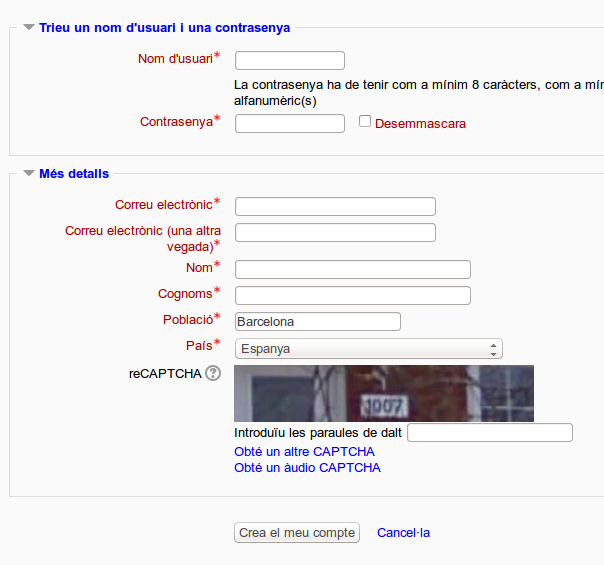 Trieu un nom d'usuari i una contrasenya
Nom d'usuari*
La contrasenya ha de tenir com a mínim 8 caràcters, com a mín
alfanumèric(s)
Contrasenya*
Desemmascara
Més detalls
Correu electrònic*
Correu electrònic (una altra
vegada)*
Nom*
Cognoms*
Població*
Barcelona
País*
Espanya
reCAPTCHA
1007
Introduïu les paraules de dalt
Obté un altre CAPTCHA
Obté un àudio CAPTCHA
Crea el meu compte
Cancel·la